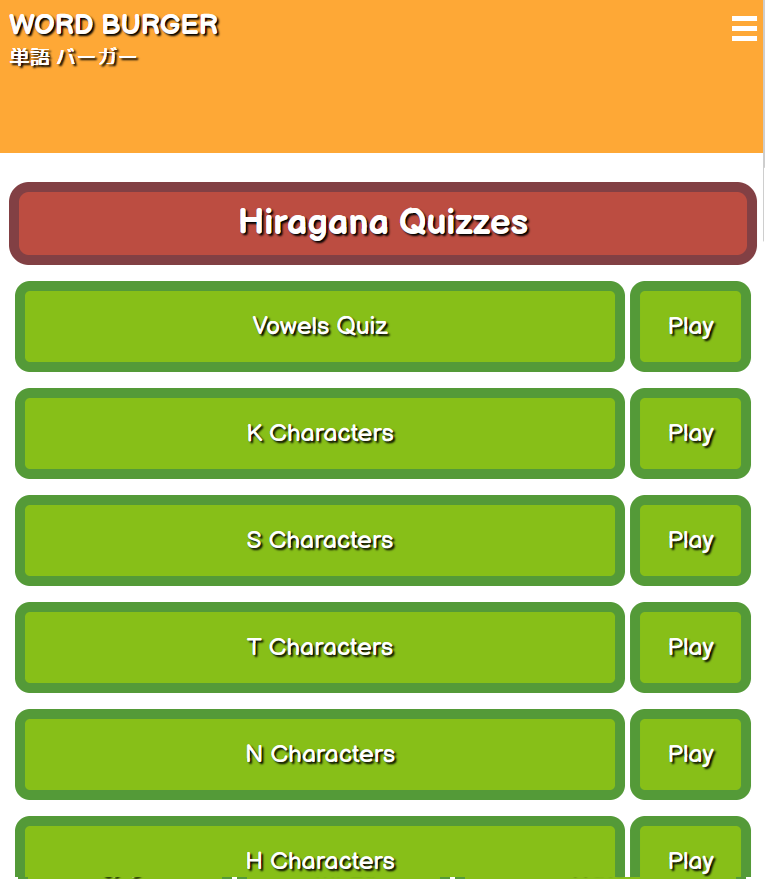 WORD BURGER
単語 バーガー
Hiragana Quizzes
Vowels Quiz Play
K Characters Play
S Characters Play
T Characters Play
N Characters Play
H Characters Play